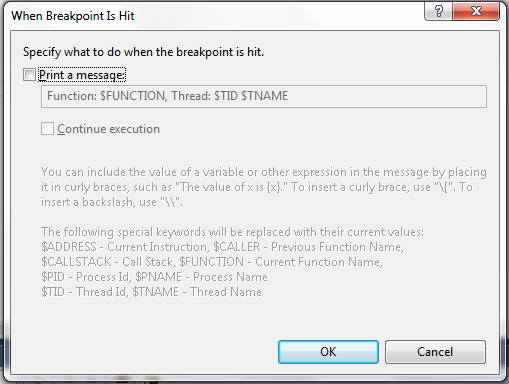 When Breakpoint Is Hit
Specify what to do when the breakpoint is hit.
Print a message:
Function: $FUNCTION, Thread: $TID $TNAME
Continue execution
You can include the value of a variable or other expression in the message by placing
it in curly braces, such as "The value of x is {x}." To insert a curly brace, use "\{". To
insert a backslash, use "\\".
The following special keywords will be replaced with their current values:
$ADDRESS - Current Instruction, $CALLER - Previous Function Name,
$CALLSTACK - Call Stack, $FUNCTION - Current Function Name,
$PID - Process Id, $PNAME - Process Name
$TID - Thread Id, $TNAME - Thread Name
OK
Cancel